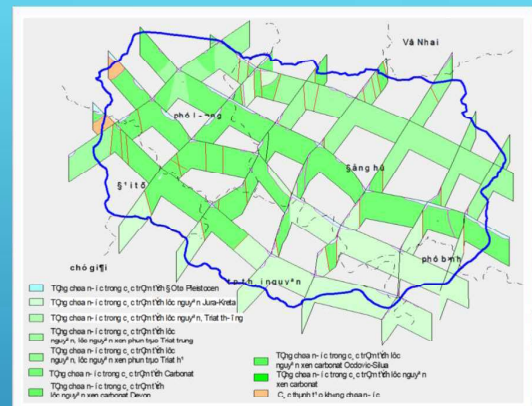 Vâ Nhai
phó l-¬ng
§ång hû
§¹i tõ
phæ b×nh
chó gi¶i
TÇng chøa n-íc trong c¸c trÇm tÝch §Öt Pleistocen
TÇng chøa n-íc trong c¸c trÇm tÝch lôc nguyªn Jura-Kreta
TÇng chøa n-íc trong c¸c trÇm tÝch lôc nguyªn, Triat th-îng
TÇng chøa n-íc trong c¸c trÇm tÝch lôc
nguyªn, lôc nguyªn xen phun trµo Triat trung
TÇng chøa n-íc trong c¸c trÇm tÝch lôc
nguyªn, lôc nguyªn xen phun trµo Triat h¹
TÇng chøa n-íc trong c¸c trÇm tÝch Carbonat
TÇng chøa n-íc trong c¸c trÇm tÝch
lôc nguyªn xen carbonat Devon
TÇng chøa n-íc trong c¸c trÇm tÝch lôc
nguyªn xen carbonat Ocdovic-Silua
TÇng chøa n-íc trong c¸c trÇm tÝch lôc nguyªn
xen carbonat
C¸c thµnh t¹o kh«ng chøa n-íc